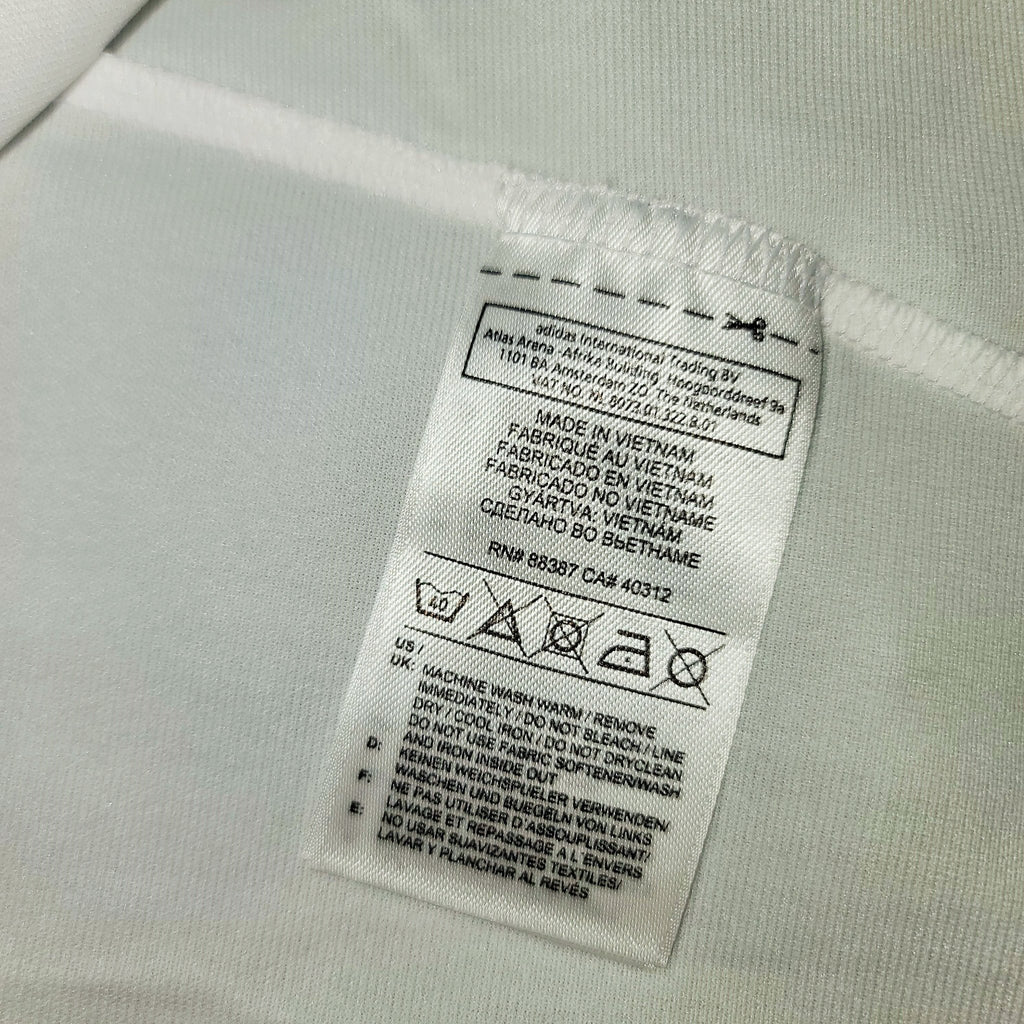 adidas International Trading BV
Atlas Arena - Afrika Building, Hoogoorddreef 9a
1101 BA Amsterdam ZO, The Netherlands
VAT NO. NL 8073.01.322.B.01
MADE IN VIETNAM
FABRIQUÉ AU VIETNAM
FABRICADO EN VIETNAM
FABRICADO NO VIETNAME
GYÁRTVA: VIETNAM
СДЕЛАНО ВО ВЬЕТНАМЕ
RN# 88387 CA# 40312
40
US /
UK: MACHINE WASH WARM / REMOVE
IMMEDIATELY / DO NOT BLEACH / LINE
DRY / COOL IRON / DO NOT DRYCLEAN
DO NOT USE FABRIC SOFTENER/WASH
AND IRON INSIDE OUT
D: KEINEN WEICHSPUELER VERWENDEN/
WASCHEN UND BUEGELN VON LINKS
F: NE PAS UTILISER D'ASSOUPLISSANT/
LAVAGE ET REPASSAGE A L'ENVERS
E: NO USAR SUAVIZANTES TEXTILES/
LAVAR Y PLANCHAR AL REVÉS